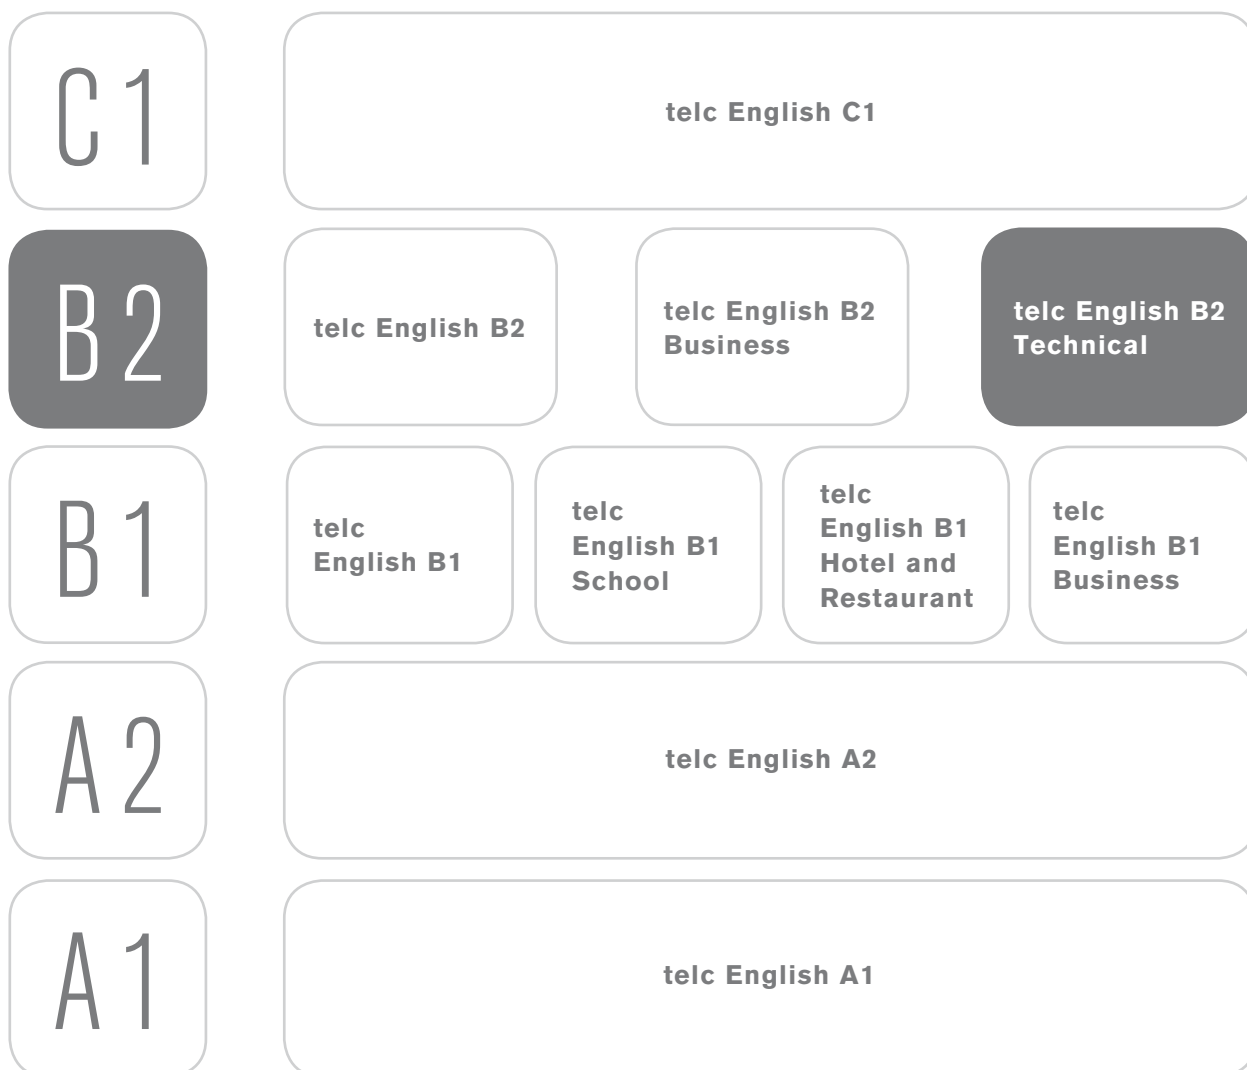 C1
telc English C1
B2
telc English B2
telc English B2
Business
telc English B2
Technical
B1
telc
English B1
telc
English B1
School
telc
English B1
Hotel and
Restaurant
telc
English B1
Business
A2
telc English A2
A1
telc English A1